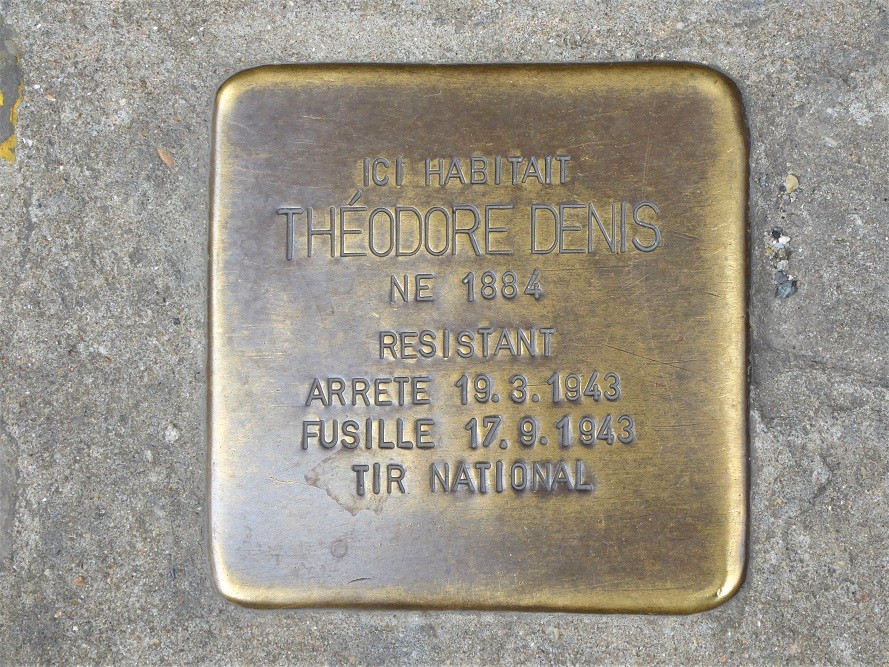 ICI HABITAIT
THÉODORE DENIS
NE 1884
RESISTANT
ARRETE 19.3.1943
FUSILLE 17.9.1943
TIR NATIONAL